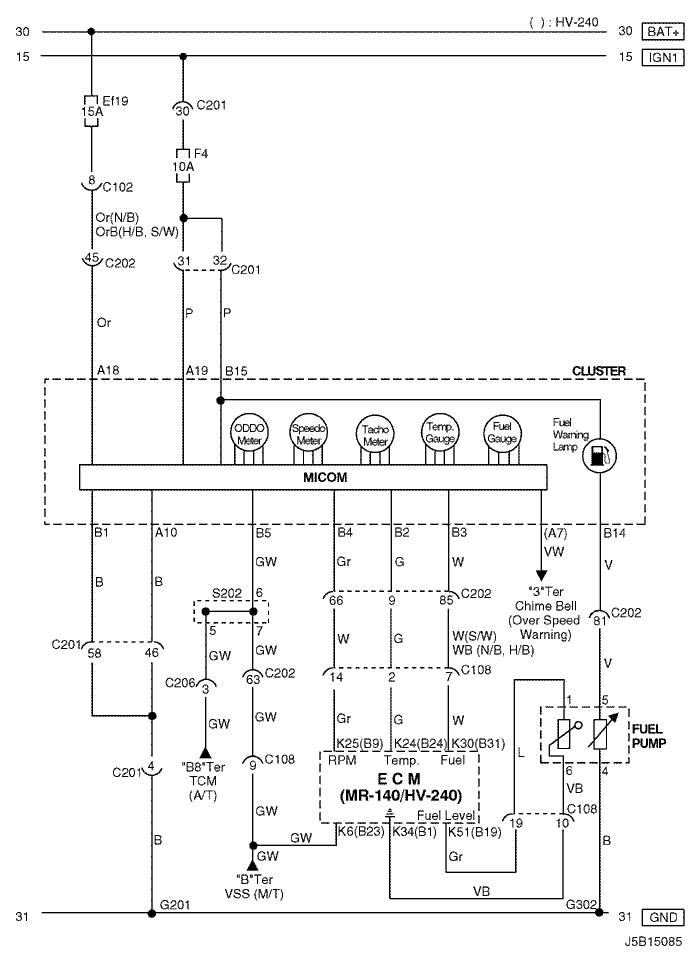 ( ) : HV-240
30 30 BAT+
15 15 IGN1
Ef19
15A
30 C201
F4
10A
8 C102
Or(N/B)
OrB(H/B, S/W)
45 C202
31 32 C201
Or P P
A18 A19 B15 CLUSTER
ODDO Meter
Speedo Meter
Tacho Meter
Temp. Gauge
Fuel Gauge
Fuel Warning Lamp
MICOM
B1 A10 B5 B4 B2 B3 (A7) B14
GW Gr G W VW V
B B
"3"Ter
Chime Bell
(Over Speed
Warning)
S202 6
5 7
66 9 85 C202
81 C202
C201 58 46
GW GW
W G W(S/W)
WB (N/B, H/B)
C206 3
63 C202
14 2 7 C108
V
GW GW
Gr G W
1 5
FUEL
PUMP
6 4
L
"B8"Ter
TCM
(A/T)
C201 4
9 C108
K25(B9) K24(B24) K30(B31)
RPM Temp. Fuel
E C M
(MR-140/HV-240)
Fuel Level
K6(B23) K34(B1) K51(B19)
VB
C108
19 10
GW
GW
B
Gr
B
GW
"B"Ter
VSS (M/T)
VB
G201 G302
31 31 GND
J5B15085